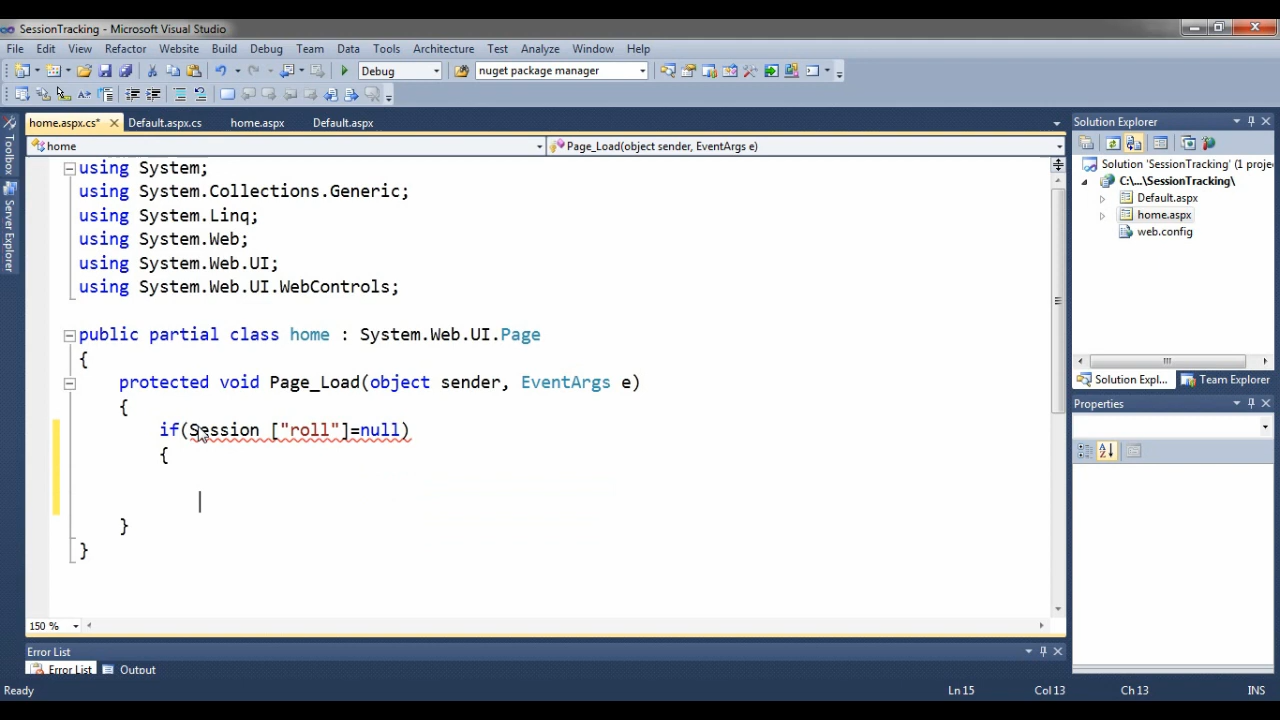 SessionTracking - Microsoft Visual Studio
File Edit View Refactor Website Build Debug Team Data Tools Architecture Test Analyze Window Help
Debug nuget package manager
home.aspx.cs* Default.aspx.cs home.aspx Default.aspx
home Page_Load(object sender, EventArgs e)
using System;
using System.Collections.Generic;
using System.Linq;
using System.Web;
using System.Web.UI;
using System.Web.UI.WebControls;
public partial class home : System.Web.UI.Page
{
protected void Page_Load(object sender, EventArgs e)
{
if(Session ["roll"]=null)
{
}
}
150 %
Toolbox
Server Explorer
Solution Explorer
Solution 'SessionTracking' (1 proje
C:\...\SessionTracking\
Default.aspx
home.aspx
web.config
Solution Expl... Team Explorer
Properties
Error List
Error List Output
Ready Ln 15 Col 13 Ch 13 INS